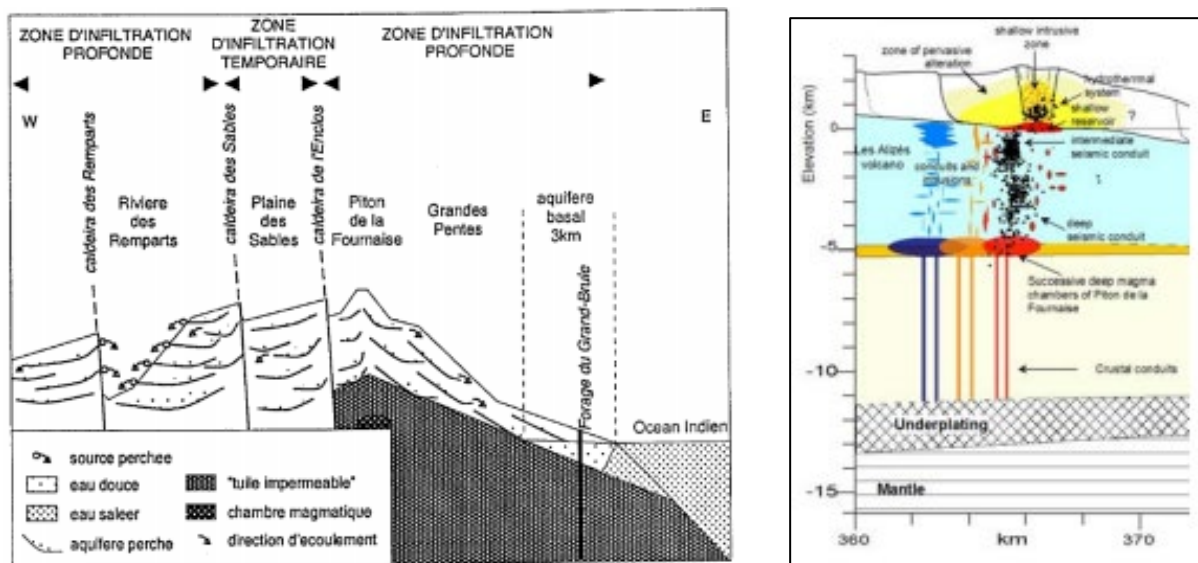 ZONE D'INFILTRATION
PROFONDE
ZONE
D'INFILTRATION
TEMPORAIRE
ZONE D'INFILTRATION
PROFONDE
W
E
caldeira des Remparts
Riviere
des
Remparts
caldeira des Sables
Plaine
des
Sables
caldeira de l'Enclos
Piton
de la
Fournaise
Grandes
Pentes
aquifere
basal
3km
Forage du Grand-Brule
Ocean Indien
source perchee
eau douce
eau saleer
aquifere perche
"tuile impermeable"
chambre magmatique
direction d'ecoulement
shallow intrusive
zone
zone of pervasive
alteration
hydrothermal
system
shallow
reservoir
?
intermediate
seismic conduit
Les Alizés
volcano
conduits and
deep
seismic conduit
Successive deep magma
chambers of Piton de la
Fournaise
Crustal conduits
Underplating
Mantle
Elevation (km)
0
-5
-10
-15
360
km
370